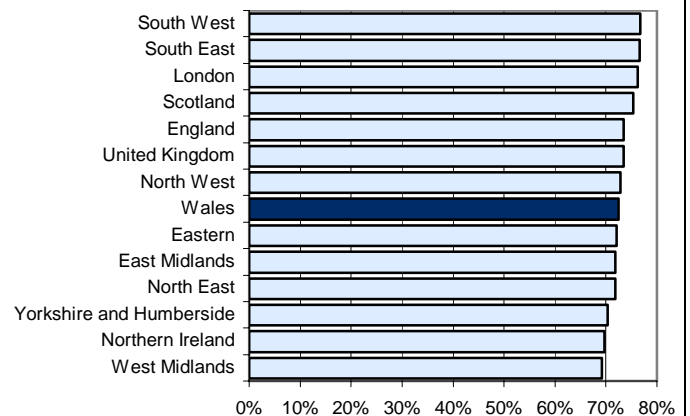 South West
South East
London
Scotland
England
United Kingdom
North West
Wales
Eastern
East Midlands
North East
Yorkshire and Humberside
Northern Ireland
West Midlands
0% 10% 20% 30% 40% 50% 60% 70% 80%